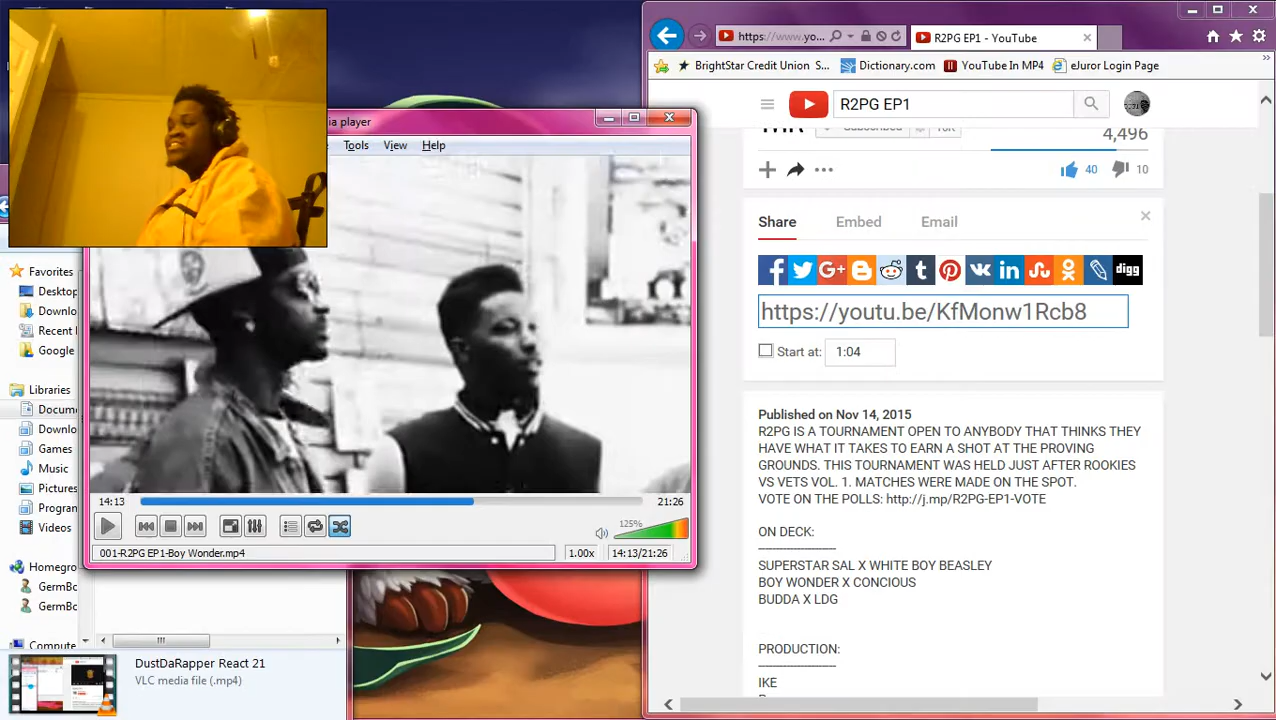 https://www.yo...
R2PG EP1 - YouTube
BrightStar Credit Union S...
Dictionary.com
YouTube In MP4
eJuror Login Page
R2PG EP1
Subscribed
10K
4,496
40
10
Share
Embed
Email
digg
https://youtu.be/KfMonw1Rcb8
Start at:
1:04
Published on Nov 14, 2015
R2PG IS A TOURNAMENT OPEN TO ANYBODY THAT THINKS THEY
HAVE WHAT IT TAKES TO EARN A SHOT AT THE PROVING
GROUNDS. THIS TOURNAMENT WAS HELD JUST AFTER ROOKIES
VS VETS VOL. 1. MATCHES WERE MADE ON THE SPOT.
VOTE ON THE POLLS: http://j.mp/R2PG-EP1-VOTE
ON DECK:
SUPERSTAR SAL X WHITE BOY BEASLEY
BOY WONDER X CONCIOUS
BUDDA X LDG
PRODUCTION:
IKE
ia player
Tools
View
Help
14:13
21:26
125%
001-R2PG EP1-Boy Wonder.mp4
1.00x
14:13/21:26
Favorites
Desktop
Downlo
Recent
Google
Libraries
Docum
Downlo
Games
Music
Pictures
Progran
Videos
Homegro
GermBo
GermBo
Compute
DustDaRapper React 21
VLC media file (.mp4)